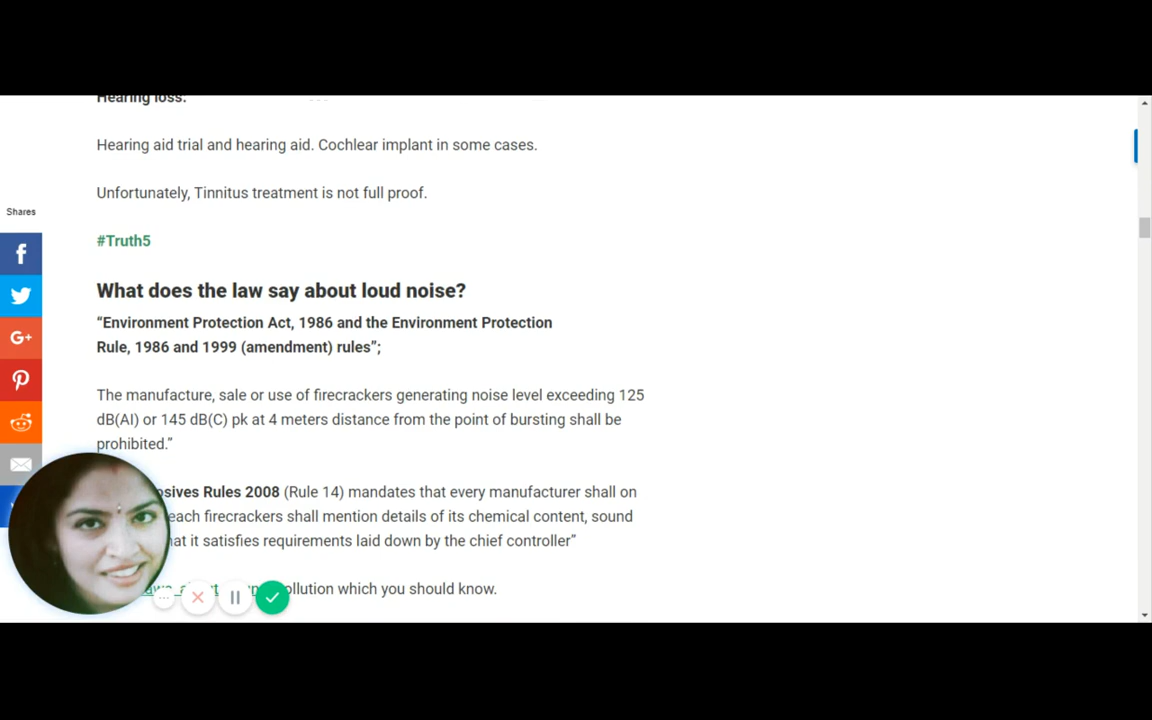 Hearing loss:
Hearing aid trial and hearing aid. Cochlear implant in some cases.
Unfortunately, Tinnitus treatment is not full proof.
Shares
#Truth5
What does the law say about loud noise?
“Environment Protection Act, 1986 and the Environment Protection
Rule, 1986 and 1999 (amendment) rules”;
The manufacture, sale or use of firecrackers generating noise level exceeding 125
dB(AI) or 145 dB(C) pk at 4 meters distance from the point of bursting shall be
prohibited.”
Rules 2008 (Rule 14) mandates that every manufacturer shall on
each firecrackers shall mention details of its chemical content, sound
it satisfies requirements laid down by the chief controller”
which you should know.